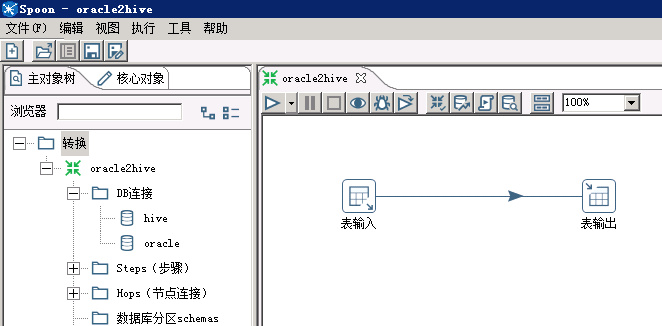 Spoon - oracle2hive
文件(F) 编辑 视图 执行 工具 帮助
主对象树 核心对象
oracle2hive
浏览器
100%
转换
oracle2hive
DB连接
hive
oracle
Steps（步骤）
Hops（节点连接）
数据库分区schemas
表输入
表输出